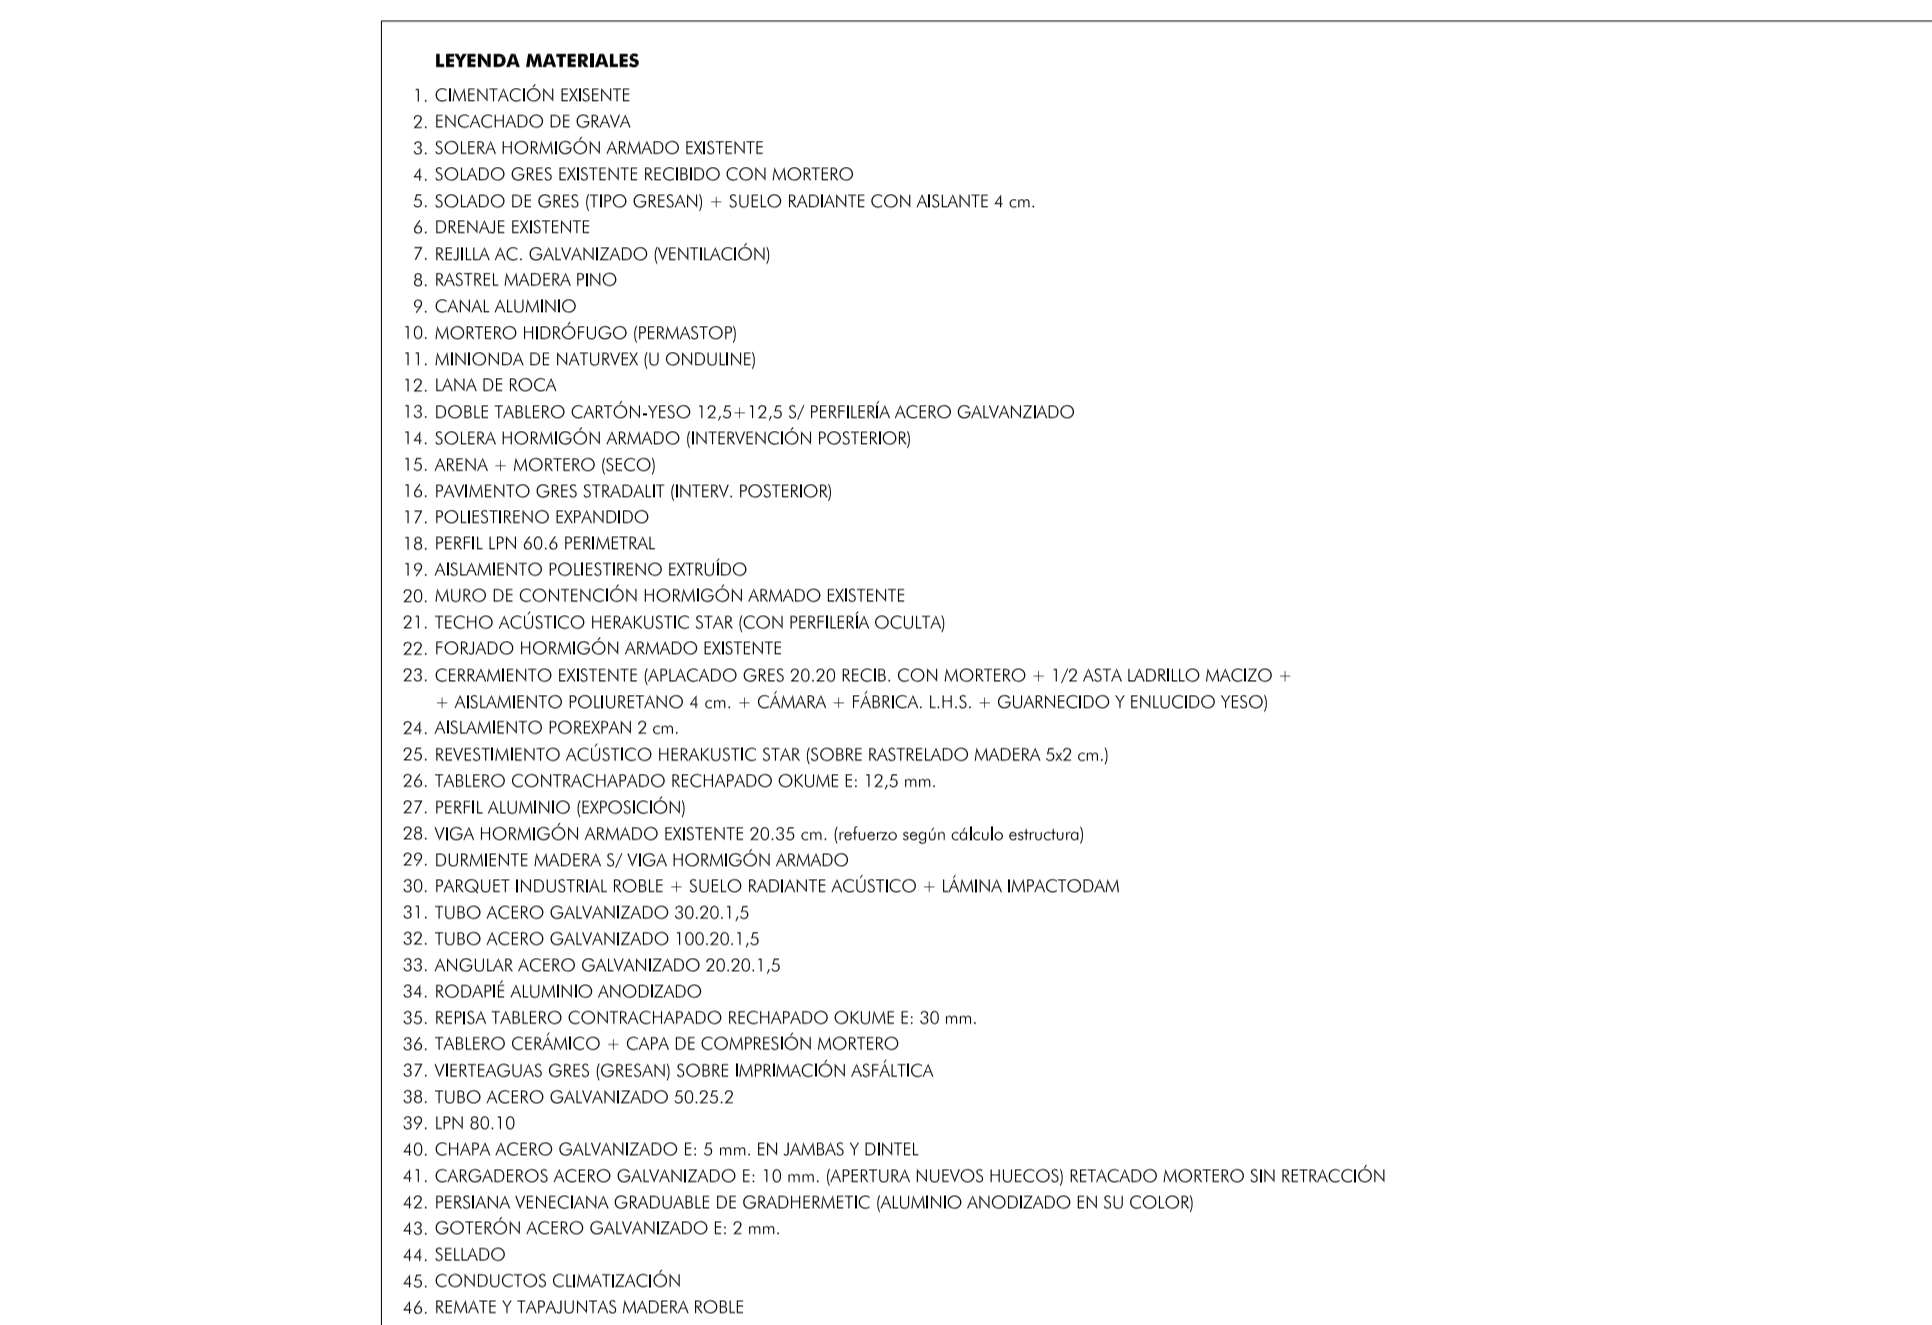 LEYENDA MATERIALES
1. CIMENTACIÓN EXISENTE
2. ENCACHADO DE GRAVA
3. SOLERA HORMIGÓN ARMADO EXISTENTE
4. SOLADO GRES EXISTENTE RECIBIDO CON MORTERO
5. SOLADO DE GRES (TIPO GRESAN) + SUELO RADIANTE CON AISLANTE 4 cm.
6. DRENAJE EXISTENTE
7. REJILLA AC. GALVANIZADO (VENTILACIÓN)
8. RASTREL MADERA PINO
9. CANAL ALUMINIO
10. MORTERO HIDRÓFUGO (PERMASTOP)
11. MINIONDA DE NATURVEX (U ONDULINE)
12. LANA DE ROCA
13. DOBLE TABLERO CARTÓN-YESO 12,5+12,5 S/ PERFILERÍA ACERO GALVANZIADO
14. SOLERA HORMIGÓN ARMADO (INTERVENCIÓN POSTERIOR)
15. ARENA + MORTERO (SECO)
16. PAVIMENTO GRES STRADALIT (INTERV. POSTERIOR)
17. POLIESTIRENO EXPANDIDO
18. PERFIL LPN 60.6 PERIMETRAL
19. AISLAMIENTO POLIESTIRENO EXTRUÍDO
20. MURO DE CONTENCIÓN HORMIGÓN ARMADO EXISTENTE
21. TECHO ACÚSTICO HERAKUSTIC STAR (CON PERFILERÍA OCULTA)
22. FORJADO HORMIGÓN ARMADO EXISTENTE
23. CERRAMIENTO EXISTENTE (APLACADO GRES 20.20 RECIB. CON MORTERO + 1/2 ASTA LADRILLO MACIZO +
+ AISLAMIENTO POLIURETANO 4 cm. + CÁMARA + FÁBRICA. L.H.S. + GUARNECIDO Y ENLUCIDO YESO)
24. AISLAMIENTO POREXPAN 2 cm.
25. REVESTIMIENTO ACÚSTICO HERAKUSTIC STAR (SOBRE RASTRELADO MADERA 5x2 cm.)
26. TABLERO CONTRACHAPADO RECHAPADO OKUME E: 12,5 mm.
27. PERFIL ALUMINIO (EXPOSICIÓN)
28. VIGA HORMIGÓN ARMADO EXISTENTE 20.35 cm. (refuerzo según cálculo estructura)
29. DURMIENTE MADERA S/ VIGA HORMIGÓN ARMADO
30. PARQUET INDUSTRIAL ROBLE + SUELO RADIANTE ACÚSTICO + LÁMINA IMPACTODAM
31. TUBO ACERO GALVANIZADO 30.20.1,5
32. TUBO ACERO GALVANIZADO 100.20.1,5
33. ANGULAR ACERO GALVANIZADO 20.20.1,5
34. RODAPIÉ ALUMINIO ANODIZADO
35. REPISA TABLERO CONTRACHAPADO RECHAPADO OKUME E: 30 mm.
36. TABLERO CERÁMICO + CAPA DE COMPRESIÓN MORTERO
37. VIERTEAGUAS GRES (GRESAN) SOBRE IMPRIMACIÓN ASFÁLTICA
38. TUBO ACERO GALVANIZADO 50.25.2
39. LPN 80.10
40. CHAPA ACERO GALVANIZADO E: 5 mm. EN JAMBAS Y DINTEL
41. CARGADEROS ACERO GALVANIZADO E: 10 mm. (APERTURA NUEVOS HUECOS) RETACADO MORTERO SIN RETRACCIÓN
42. PERSIANA VENECIANA GRADUABLE DE GRADHERMETIC (ALUMINIO ANODIZADO EN SU COLOR)
43. GOTERÓN ACERO GALVANIZADO E: 2 mm.
44. SELLADO
45. CONDUCTOS CLIMATIZACIÓN
46. REMATE Y TAPAJUNTAS MADERA ROBLE